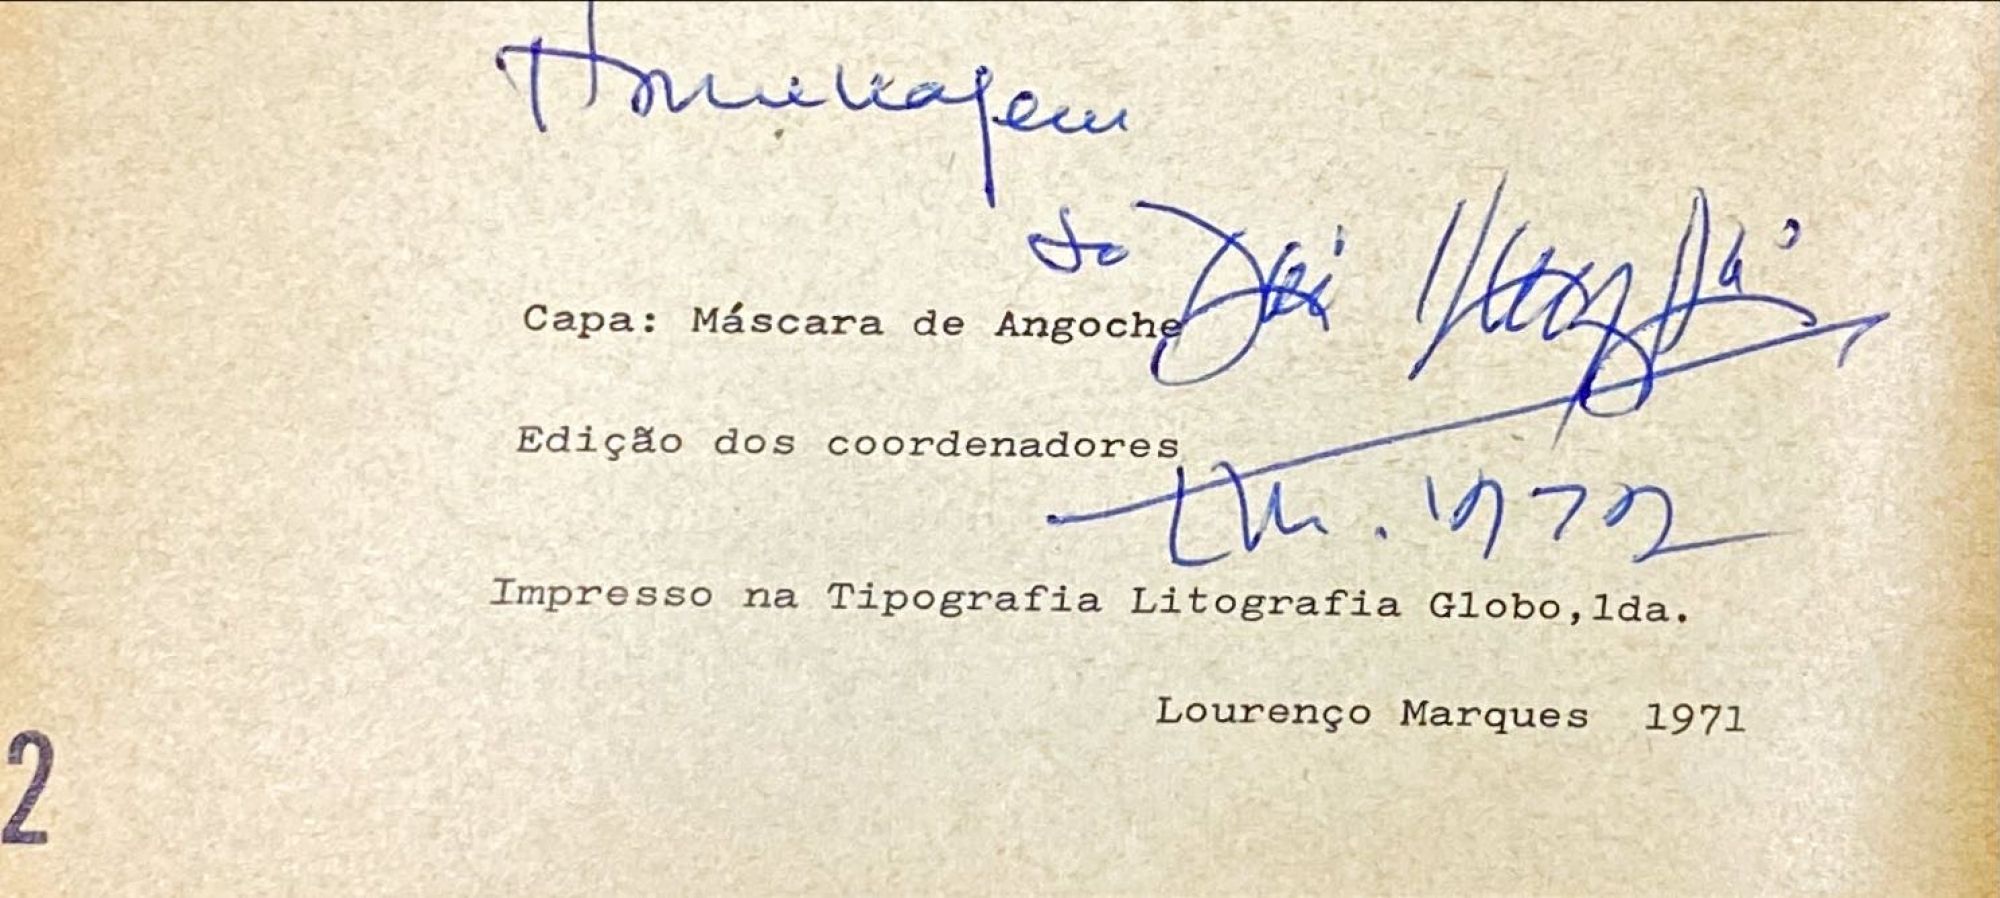 Homenagem
do
Capa: Máscara de Angoche
Edição dos coordenadores
LM. 1972
Impresso na Tipografia Litografia Globo,lda.
Lourenço Marques 1971
2